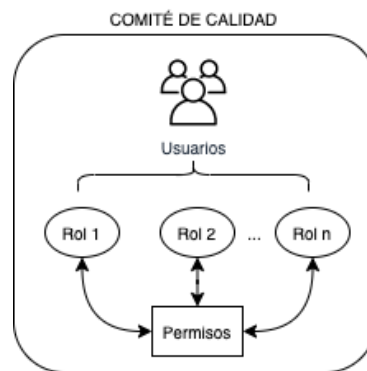 COMITÉ DE CALIDAD
Usuarios
Rol 1
Rol 2
...
Rol n
Permisos